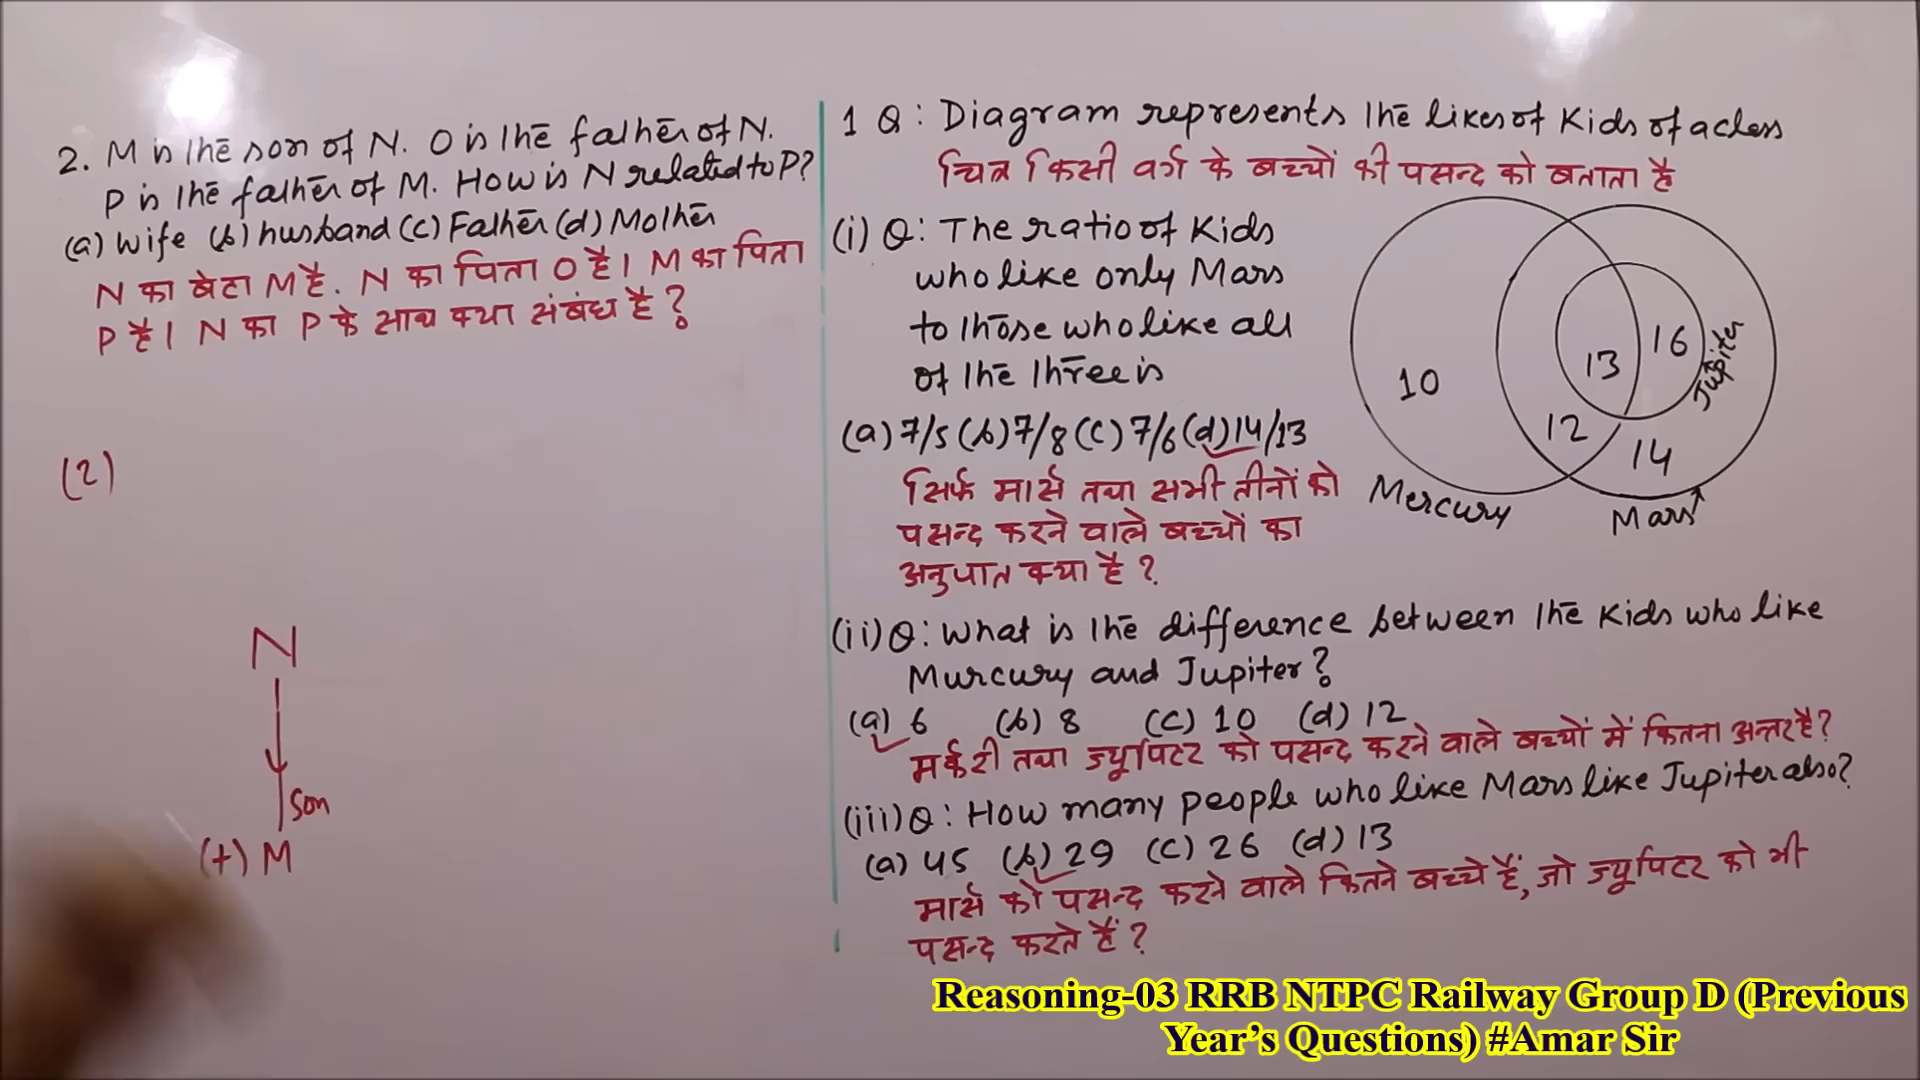 2. M is the son of N. O is the father of N.
P is the father of M. How is N related to P?
(a) wife (b) husband (c) Father (d) Mother
N का बेटा M है. N का पिता O है। M का पिता
P है। N का P के साथ क्या संबंध है?
(2)
N
son
(+) M
1 Q: Diagram represents the likes of Kids of a class
चित्र किसी वर्ग के बच्चों की पसन्द को बताता है
(i) Q: The ratio of Kids
who like only Mars
to those who like all
of the three is
(a) 7/5 (b) 7/8 (c) 7/6 (d) 14/13
सिर्फ मार्स तथा सभी तीनों को
पसन्द करने वाले बच्चों का
अनुपात क्या है?
10
13
16
12
14
Jupiter
Mercury
Mars
(ii) Q: What is the difference between the Kids who like
Murcury and Jupiter?
(a) 6 (b) 8 (c) 10 (d) 12
मर्करी तथा ज्यूपिटर को पसन्द करने वाले बच्चों में कितना अन्तर है?
(iii) Q: How many people who like Mars like Jupiter also?
(a) 45 (b) 29 (c) 26 (d) 13
मार्स को पसन्द करने वाले कितने बच्चे हैं, जो ज्यूपिटर को भी
पसन्द करते हैं?
Reasoning-03 RRB NTPC Railway Group D (Previous
Year's Questions) #Amar Sir